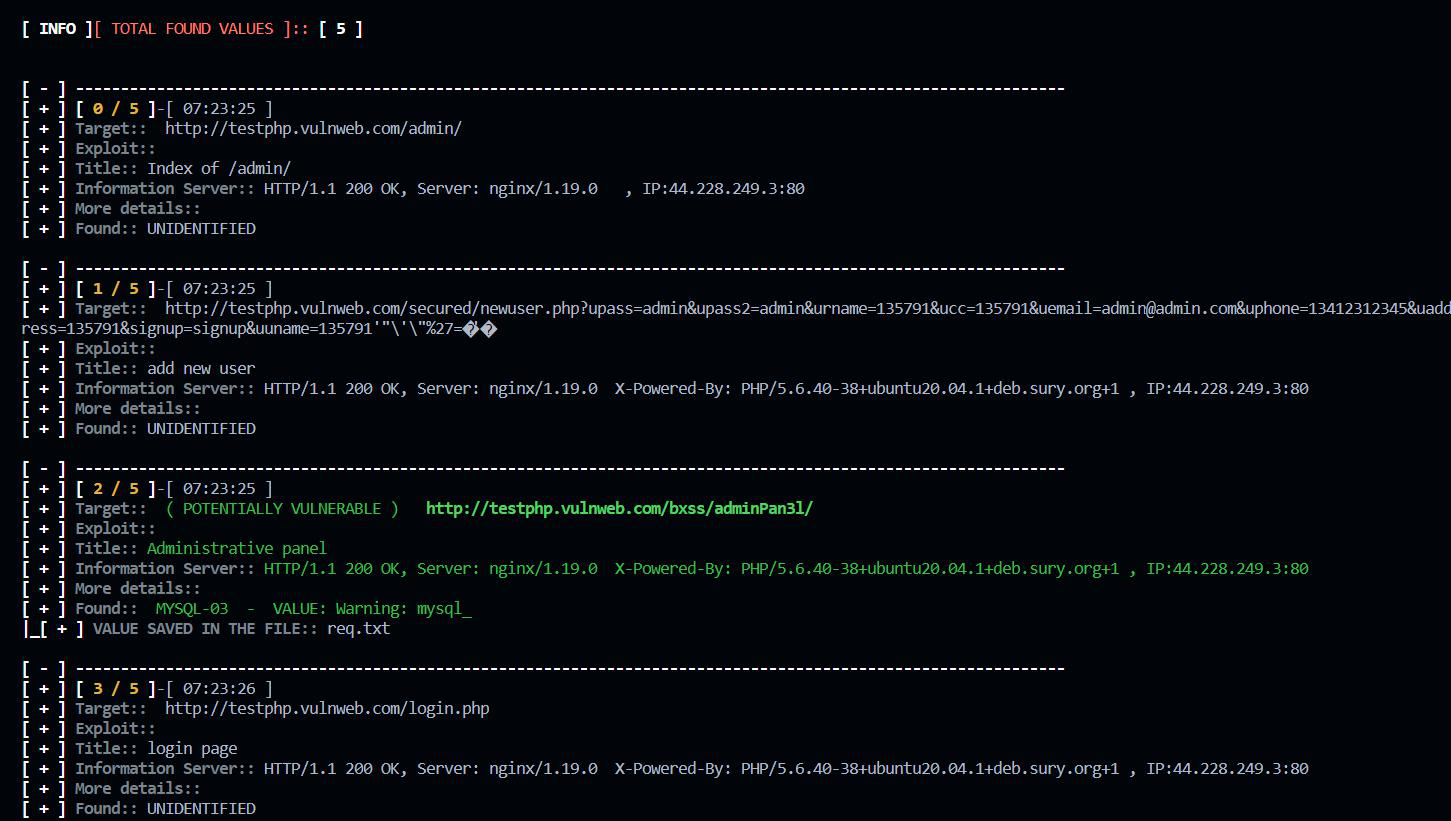 [ INFO ][ TOTAL FOUND VALUES ]:: [ 5 ]
[ - ] --------------------------------------------------------------------------------------------------------------
[ + ] [ 0 / 5 ]-[ 07:23:25 ]
[ + ] Target::  http://testphp.vulnweb.com/admin/
[ + ] Exploit::
[ + ] Title:: Index of /admin/
[ + ] Information Server:: HTTP/1.1 200 OK, Server: nginx/1.19.0   , IP:44.228.249.3:80
[ + ] More details::
[ + ] Found:: UNIDENTIFIED
[ - ] --------------------------------------------------------------------------------------------------------------
[ + ] [ 1 / 5 ]-[ 07:23:25 ]
[ + ] Target::  http://testphp.vulnweb.com/secured/newuser.php?upass=admin&upass2=admin&urname=135791&ucc=135791&uemail=admin@admin.com&uphone=13412312345&uadd
ress=135791&signup=signup&uuname=135791'"\'\"%27=��
[ + ] Exploit::
[ + ] Title:: add new user
[ + ] Information Server:: HTTP/1.1 200 OK, Server: nginx/1.19.0  X-Powered-By: PHP/5.6.40-38+ubuntu20.04.1+deb.sury.org+1 , IP:44.228.249.3:80
[ + ] More details::
[ + ] Found:: UNIDENTIFIED
[ - ] --------------------------------------------------------------------------------------------------------------
[ + ] [ 2 / 5 ]-[ 07:23:25 ]
[ + ] Target::  ( POTENTIALLY VULNERABLE )   http://testphp.vulnweb.com/bxss/adminPan3l/
[ + ] Exploit::
[ + ] Title:: Administrative panel
[ + ] Information Server:: HTTP/1.1 200 OK, Server: nginx/1.19.0  X-Powered-By: PHP/5.6.40-38+ubuntu20.04.1+deb.sury.org+1 , IP:44.228.249.3:80
[ + ] More details::
[ + ] Found::  MYSQL-03  -  VALUE: Warning: mysql_
|_[ + ] VALUE SAVED IN THE FILE:: req.txt
[ - ] --------------------------------------------------------------------------------------------------------------
[ + ] [ 3 / 5 ]-[ 07:23:26 ]
[ + ] Target::  http://testphp.vulnweb.com/login.php
[ + ] Exploit::
[ + ] Title:: login page
[ + ] Information Server:: HTTP/1.1 200 OK, Server: nginx/1.19.0  X-Powered-By: PHP/5.6.40-38+ubuntu20.04.1+deb.sury.org+1 , IP:44.228.249.3:80
[ + ] More details::
[ + ] Found:: UNIDENTIFIED